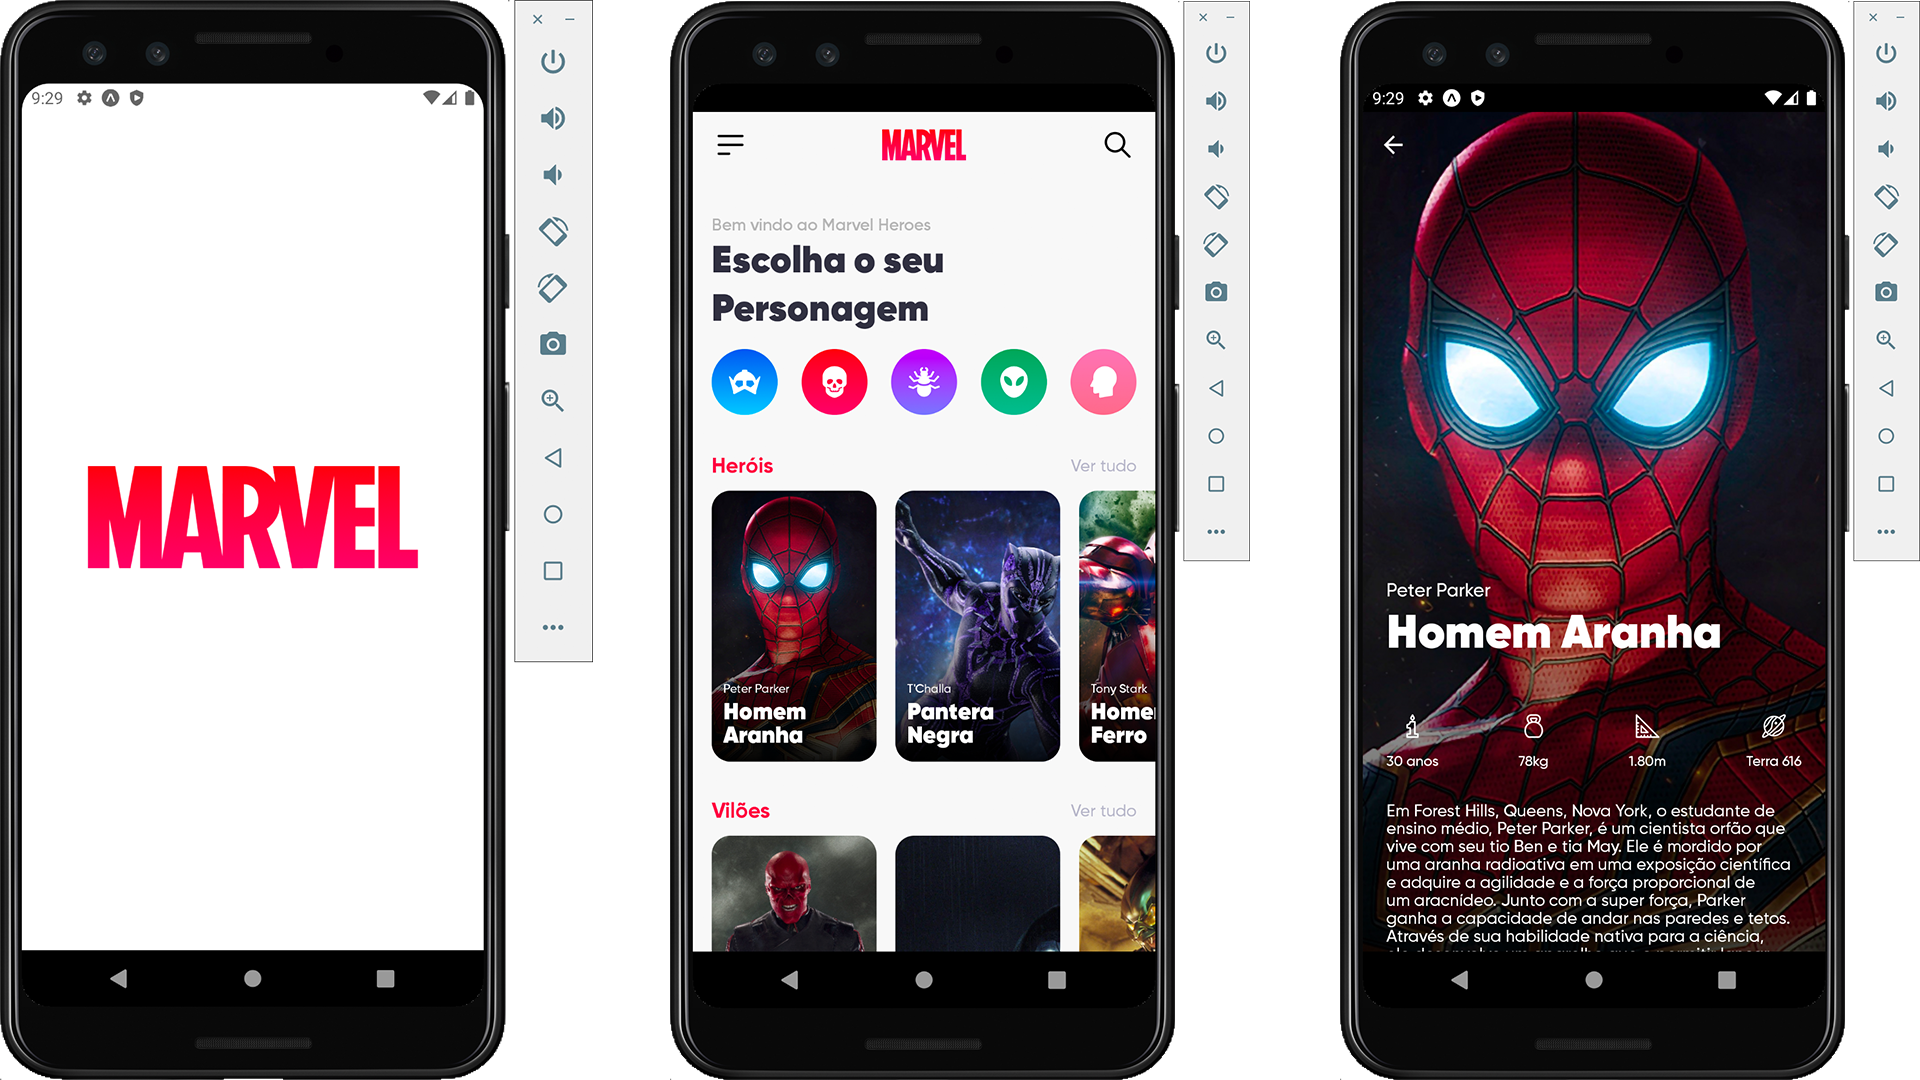 9:29
MARVEL
MARVEL
Bem vindo ao Marvel Heroes
Escolha o seu
Personagem
Heróis
Ver tudo
Peter Parker
Homem
Aranha
T'Challa
Pantera
Negra
Tony Stark
Home
Ferro
Vilões
Ver tudo
9:29
Peter Parker
Homem Aranha
30 anos
78kg
1.80m
Terra 616
Em Forest Hills, Queens, Nova York, o estudante de
ensino médio, Peter Parker, é um cientista orfão que
vive com seu tio Ben e tia May. Ele é mordido por
uma aranha radioativa em uma exposição científica
e adquire a agilidade e a força proporcional de
um aracnídeo. Junto com a super força, Parker
ganha a capacidade de andar nas paredes e tetos.
Através de sua habilidade nativa para a ciência,